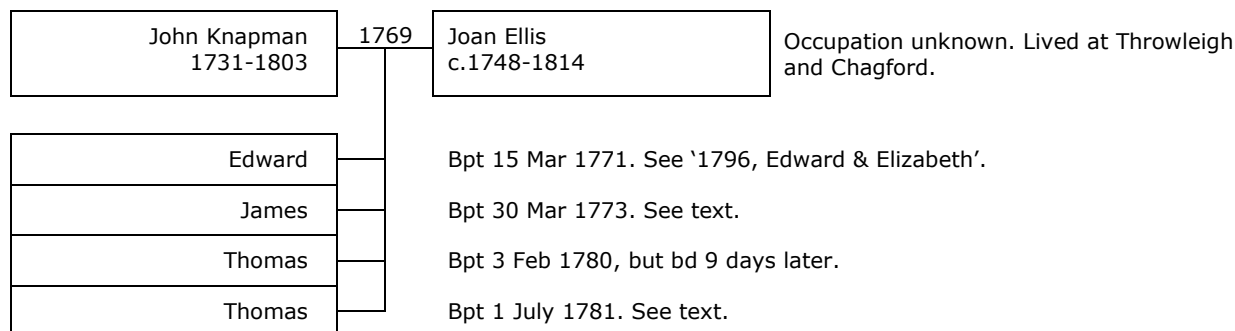 John Knapman
1731-1803
1769
Joan Ellis
c.1748-1814
Occupation unknown. Lived at Throwleigh
and Chagford.
Edward
Bpt 15 Mar 1771. See ‘1796, Edward & Elizabeth’.
James
Bpt 30 Mar 1773. See text.
Thomas
Bpt 3 Feb 1780, but bd 9 days later.
Thomas
Bpt 1 July 1781. See text.